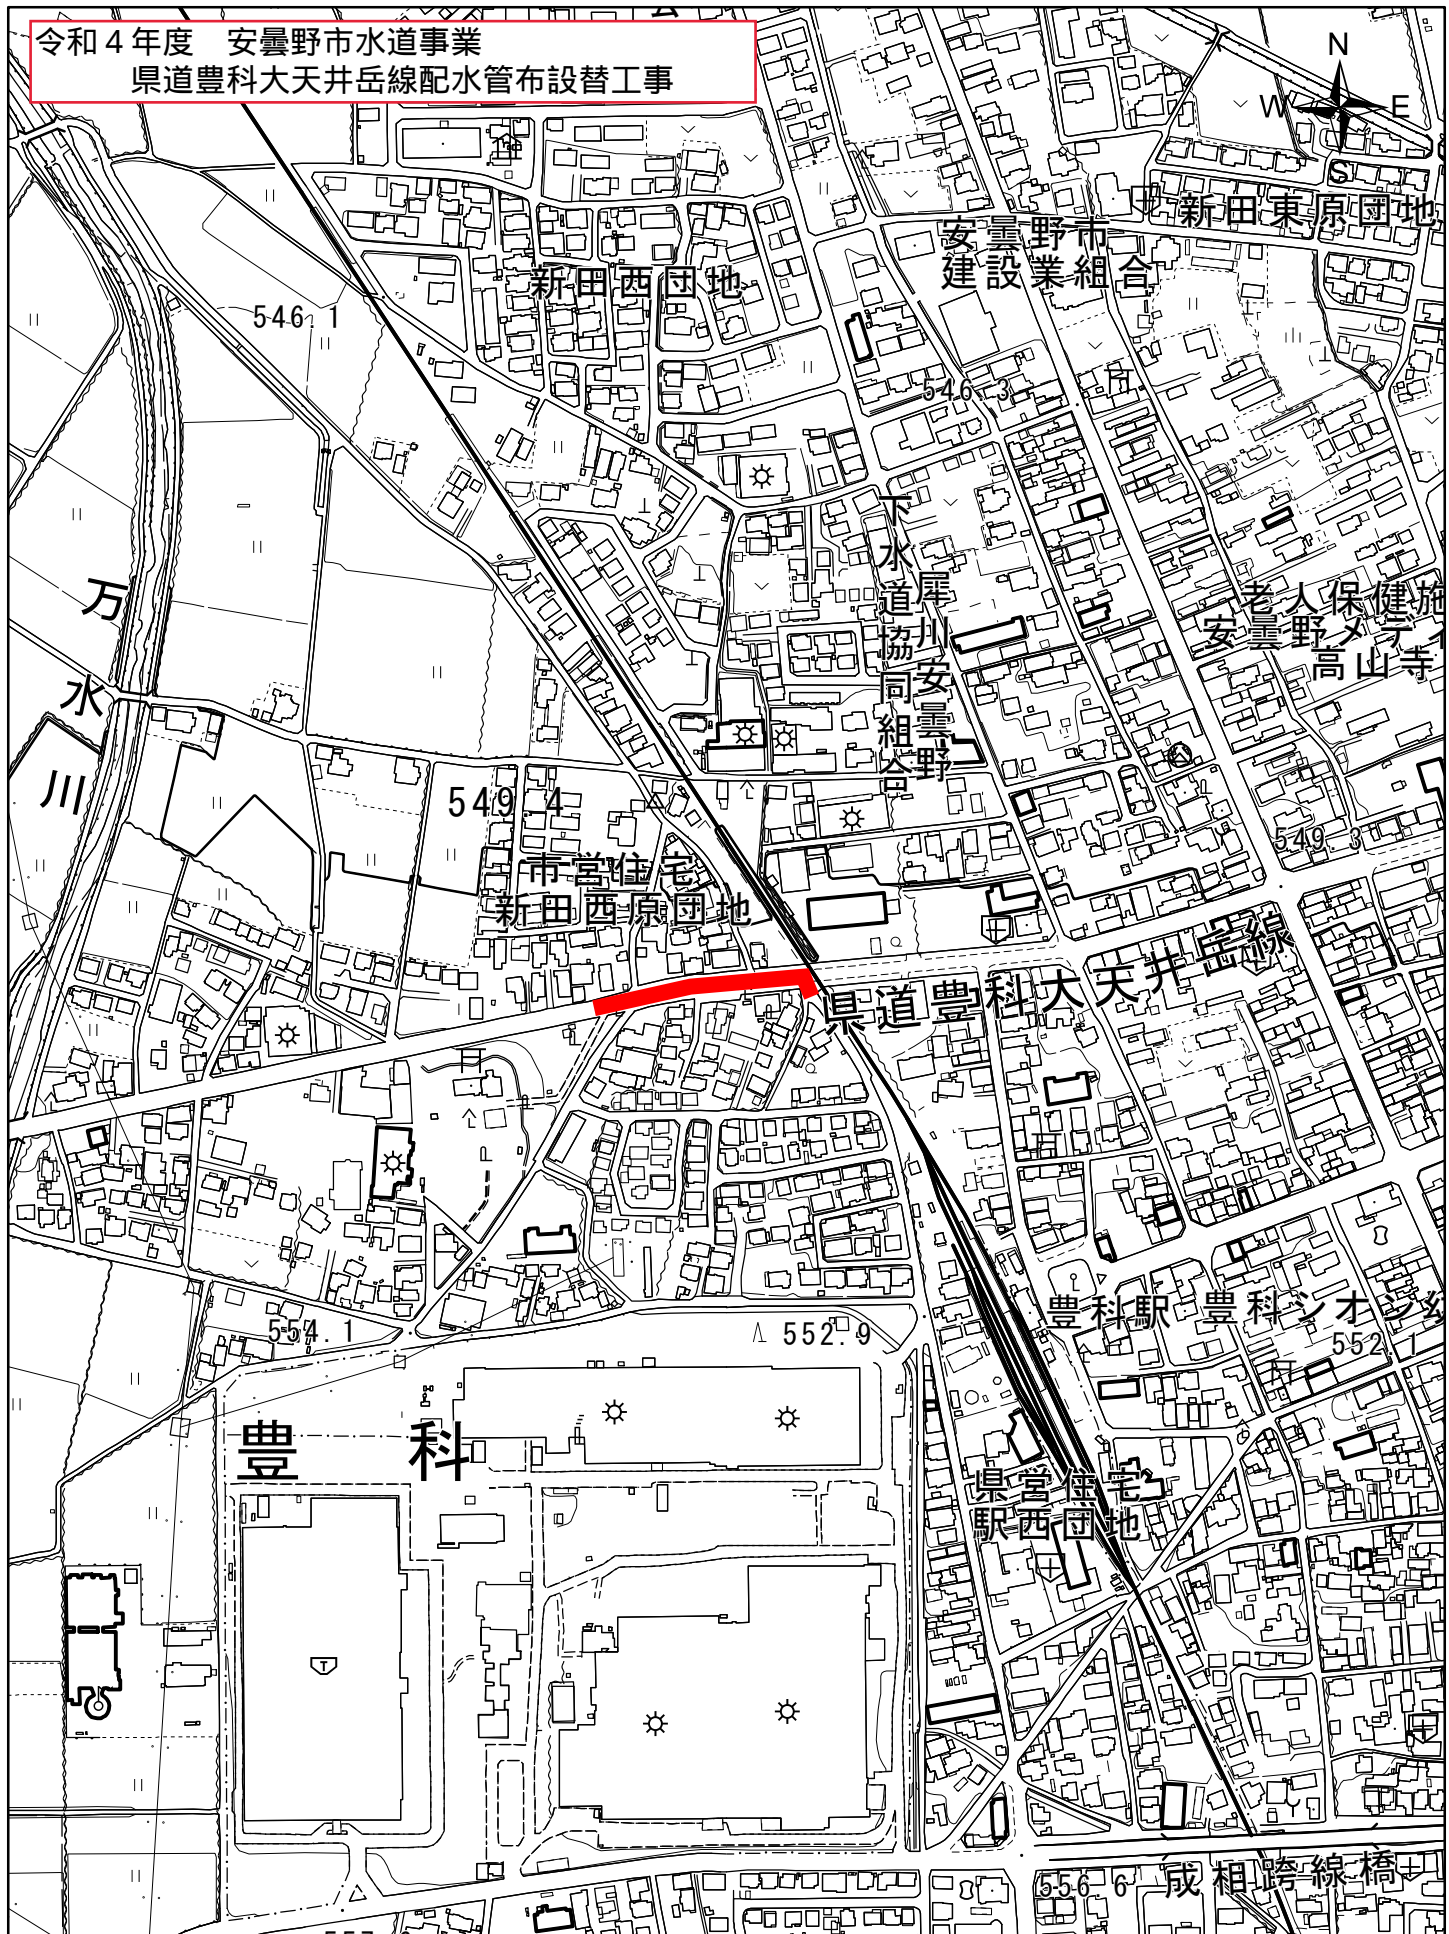 令和４年度　安曇野市水道事業
県道豊科大天井岳線配水管布設替工事
N
W
E
S
新田東原団地
安曇野市
建設業組合
新田西団地
546.1
546.3
下水道協同組合
犀川安曇野
万水川
老人保健施
安曇野メディ
高山寺
549.4
549.3
市営住宅
新田西原団地
県道豊科大天井岳線
豊科駅
豊科シオン幼
552.1
554.1
552.9
豊科
県営住宅
駅西団地
T
556.6
成相跨線橋